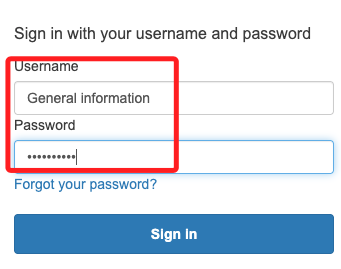 Sign in with your username and password
Username
General information
Password
••••••••••
Forgot your password?
Sign in